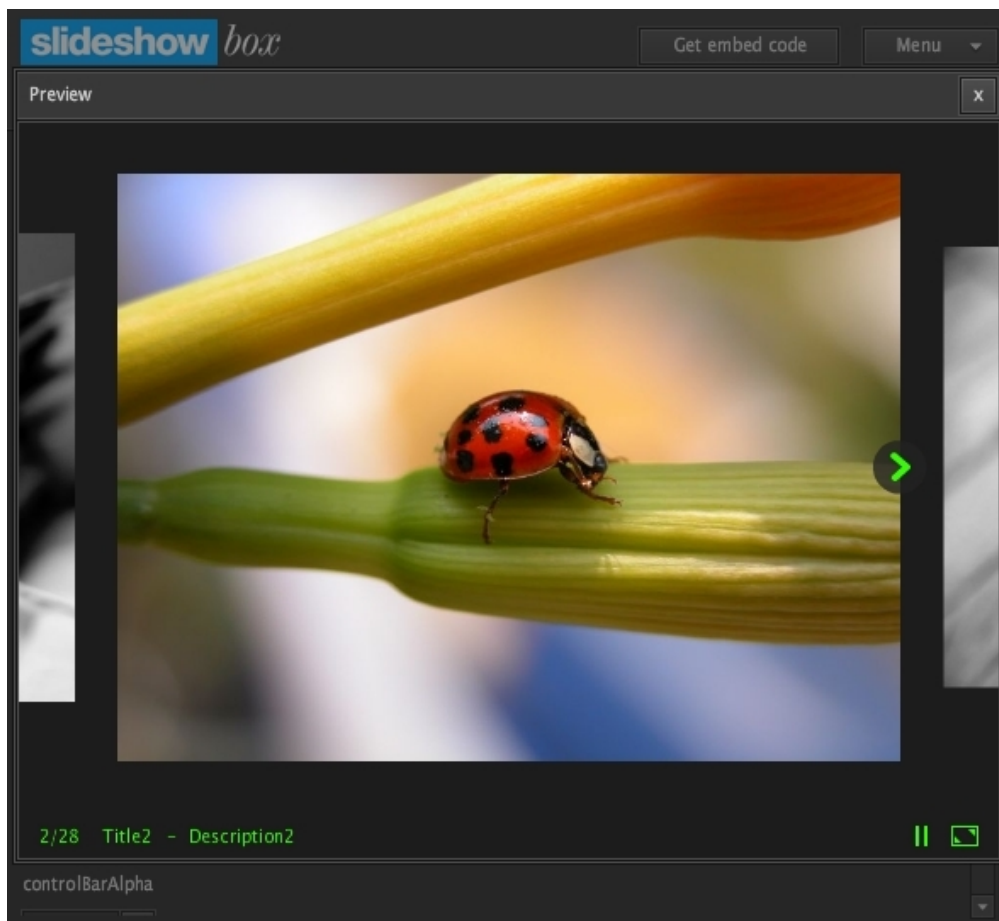 slideshow box
Get embed code
Menu
Preview
x
2/28 Title2 - Description2
controlBarAlpha